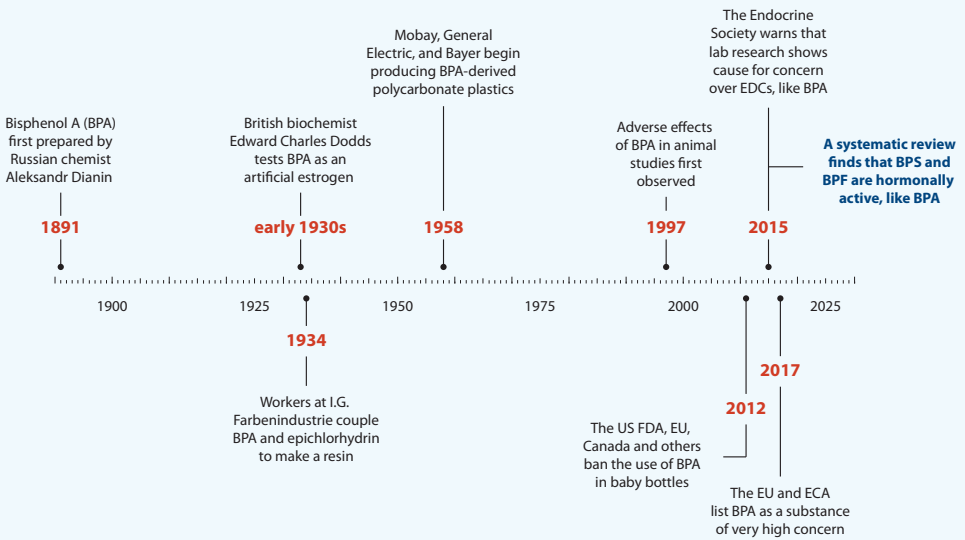 Bisphenol A (BPA)
first prepared by
Russian chemist
Aleksandr Dianin
1891
British biochemist
Edward Charles Dodds
tests BPA as an
artificial estrogen
early 1930s
Mobay, General
Electric, and Bayer begin
producing BPA-derived
polycarbonate plastics
1958
Adverse effects
of BPA in animal
studies first
observed
1997
The Endocrine
Society warns that
lab research shows
cause for concern
over EDCs, like BPA
2015
A systematic review
finds that BPS and
BPF are hormonally
active, like BPA
1900
1925
1950
1975
2000
2025
1934
Workers at I.G.
Farbenindustrie couple
BPA and epichlorhydrin
to make a resin
2012
The US FDA, EU,
Canada and others
ban the use of BPA
in baby bottles
2017
The EU and ECA
list BPA as a substance
of very high concern